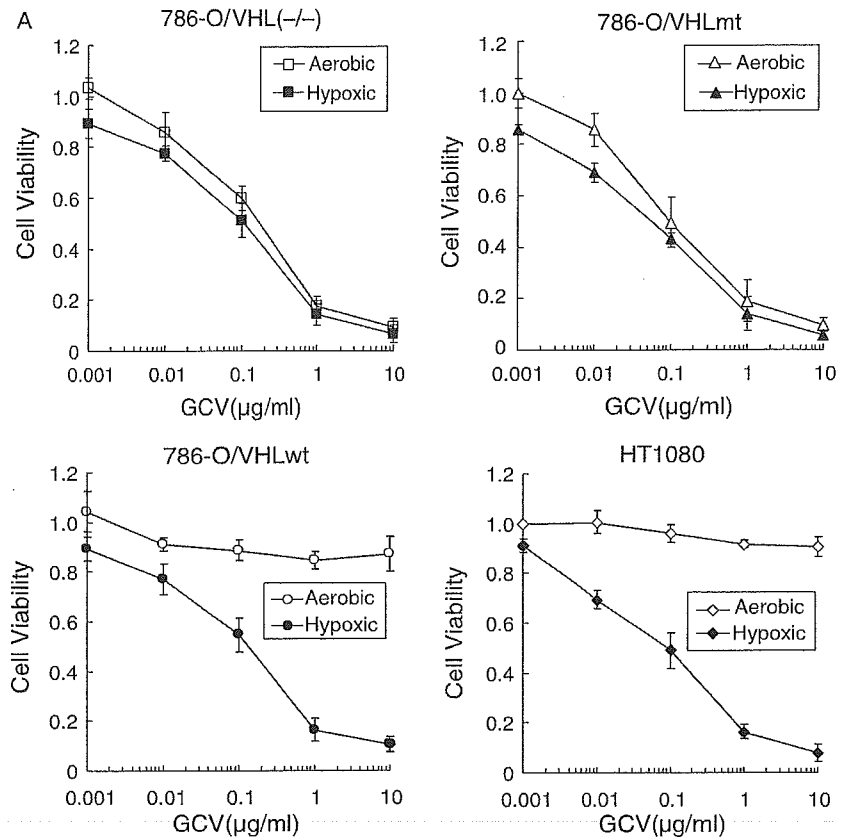 A
786-O/VHL(−/−)
1.2
1.0
0.8
0.6
0.4
0.2
0
Cell Viability
Aerobic
Hypoxic
0.001 0.01 0.1 1 10
GCV(µg/ml)
786-O/VHLmt
1.2
1.0
0.8
0.6
0.4
0.2
0
Cell Viability
Aerobic
Hypoxic
0.001 0.01 0.1 1 10
GCV(µg/ml)
786-O/VHLwt
1.2
1.0
0.8
0.6
0.4
0.2
0
Cell Viability
Aerobic
Hypoxic
0.001 0.01 0.1 1 10
GCV(µg/ml)
HT1080
1.2
1.0
0.8
0.6
0.4
0.2
0
Cell Viability
Aerobic
Hypoxic
0.001 0.01 0.1 1 10
GCV(µg/ml)